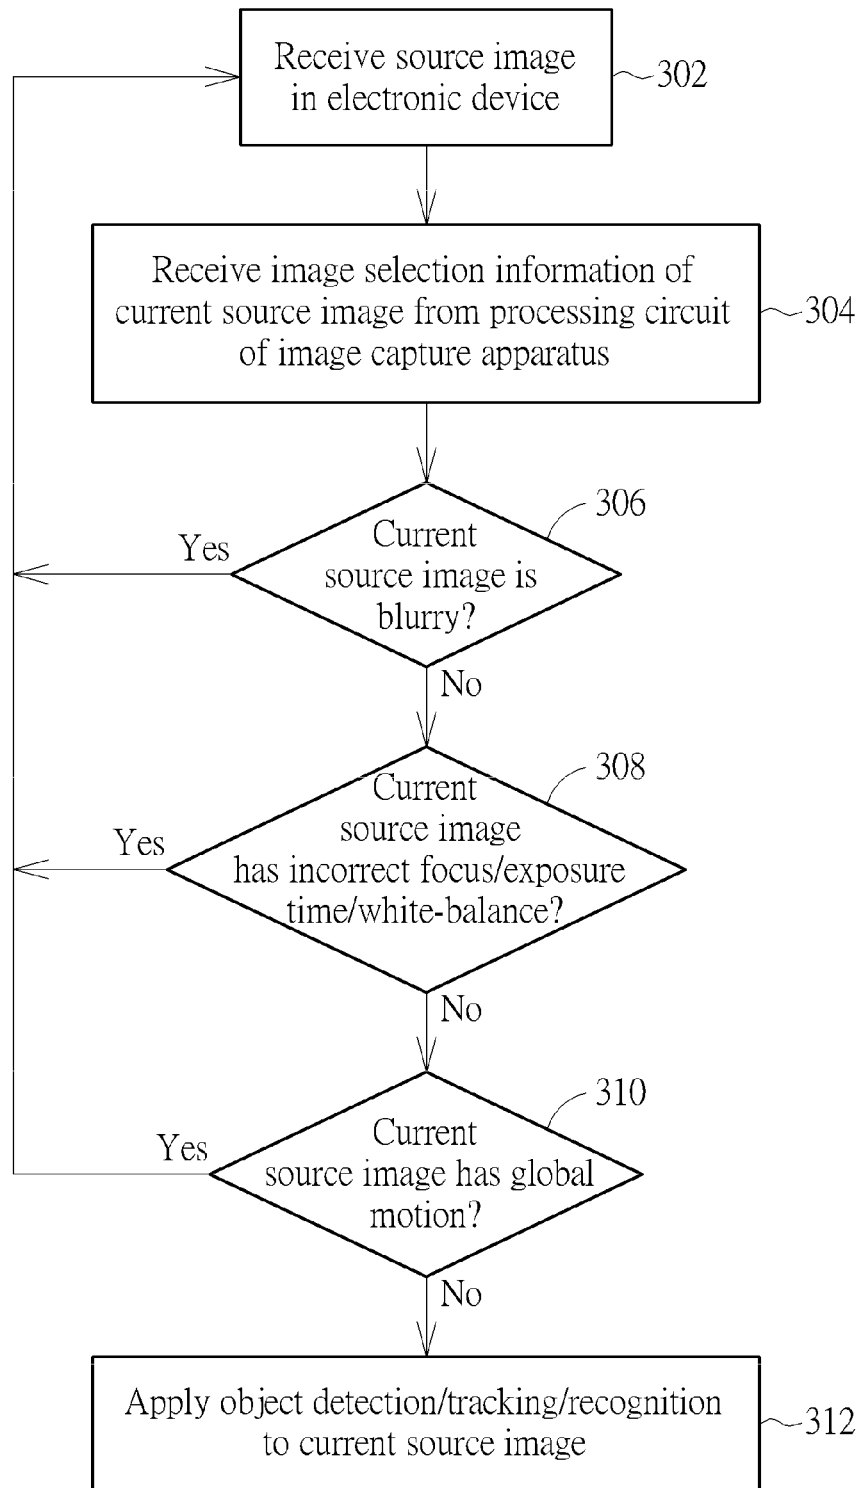 Receive source image
in electronic device
302
Receive image selection information of
current source image from processing circuit
of image capture apparatus
304
306
Current
source image is
blurry?
Yes
No
308
Current
source image
has incorrect focus/exposure
time/white-balance?
Yes
No
310
Current
source image has global
motion?
Yes
No
Apply object detection/tracking/recognition
to current source image
312